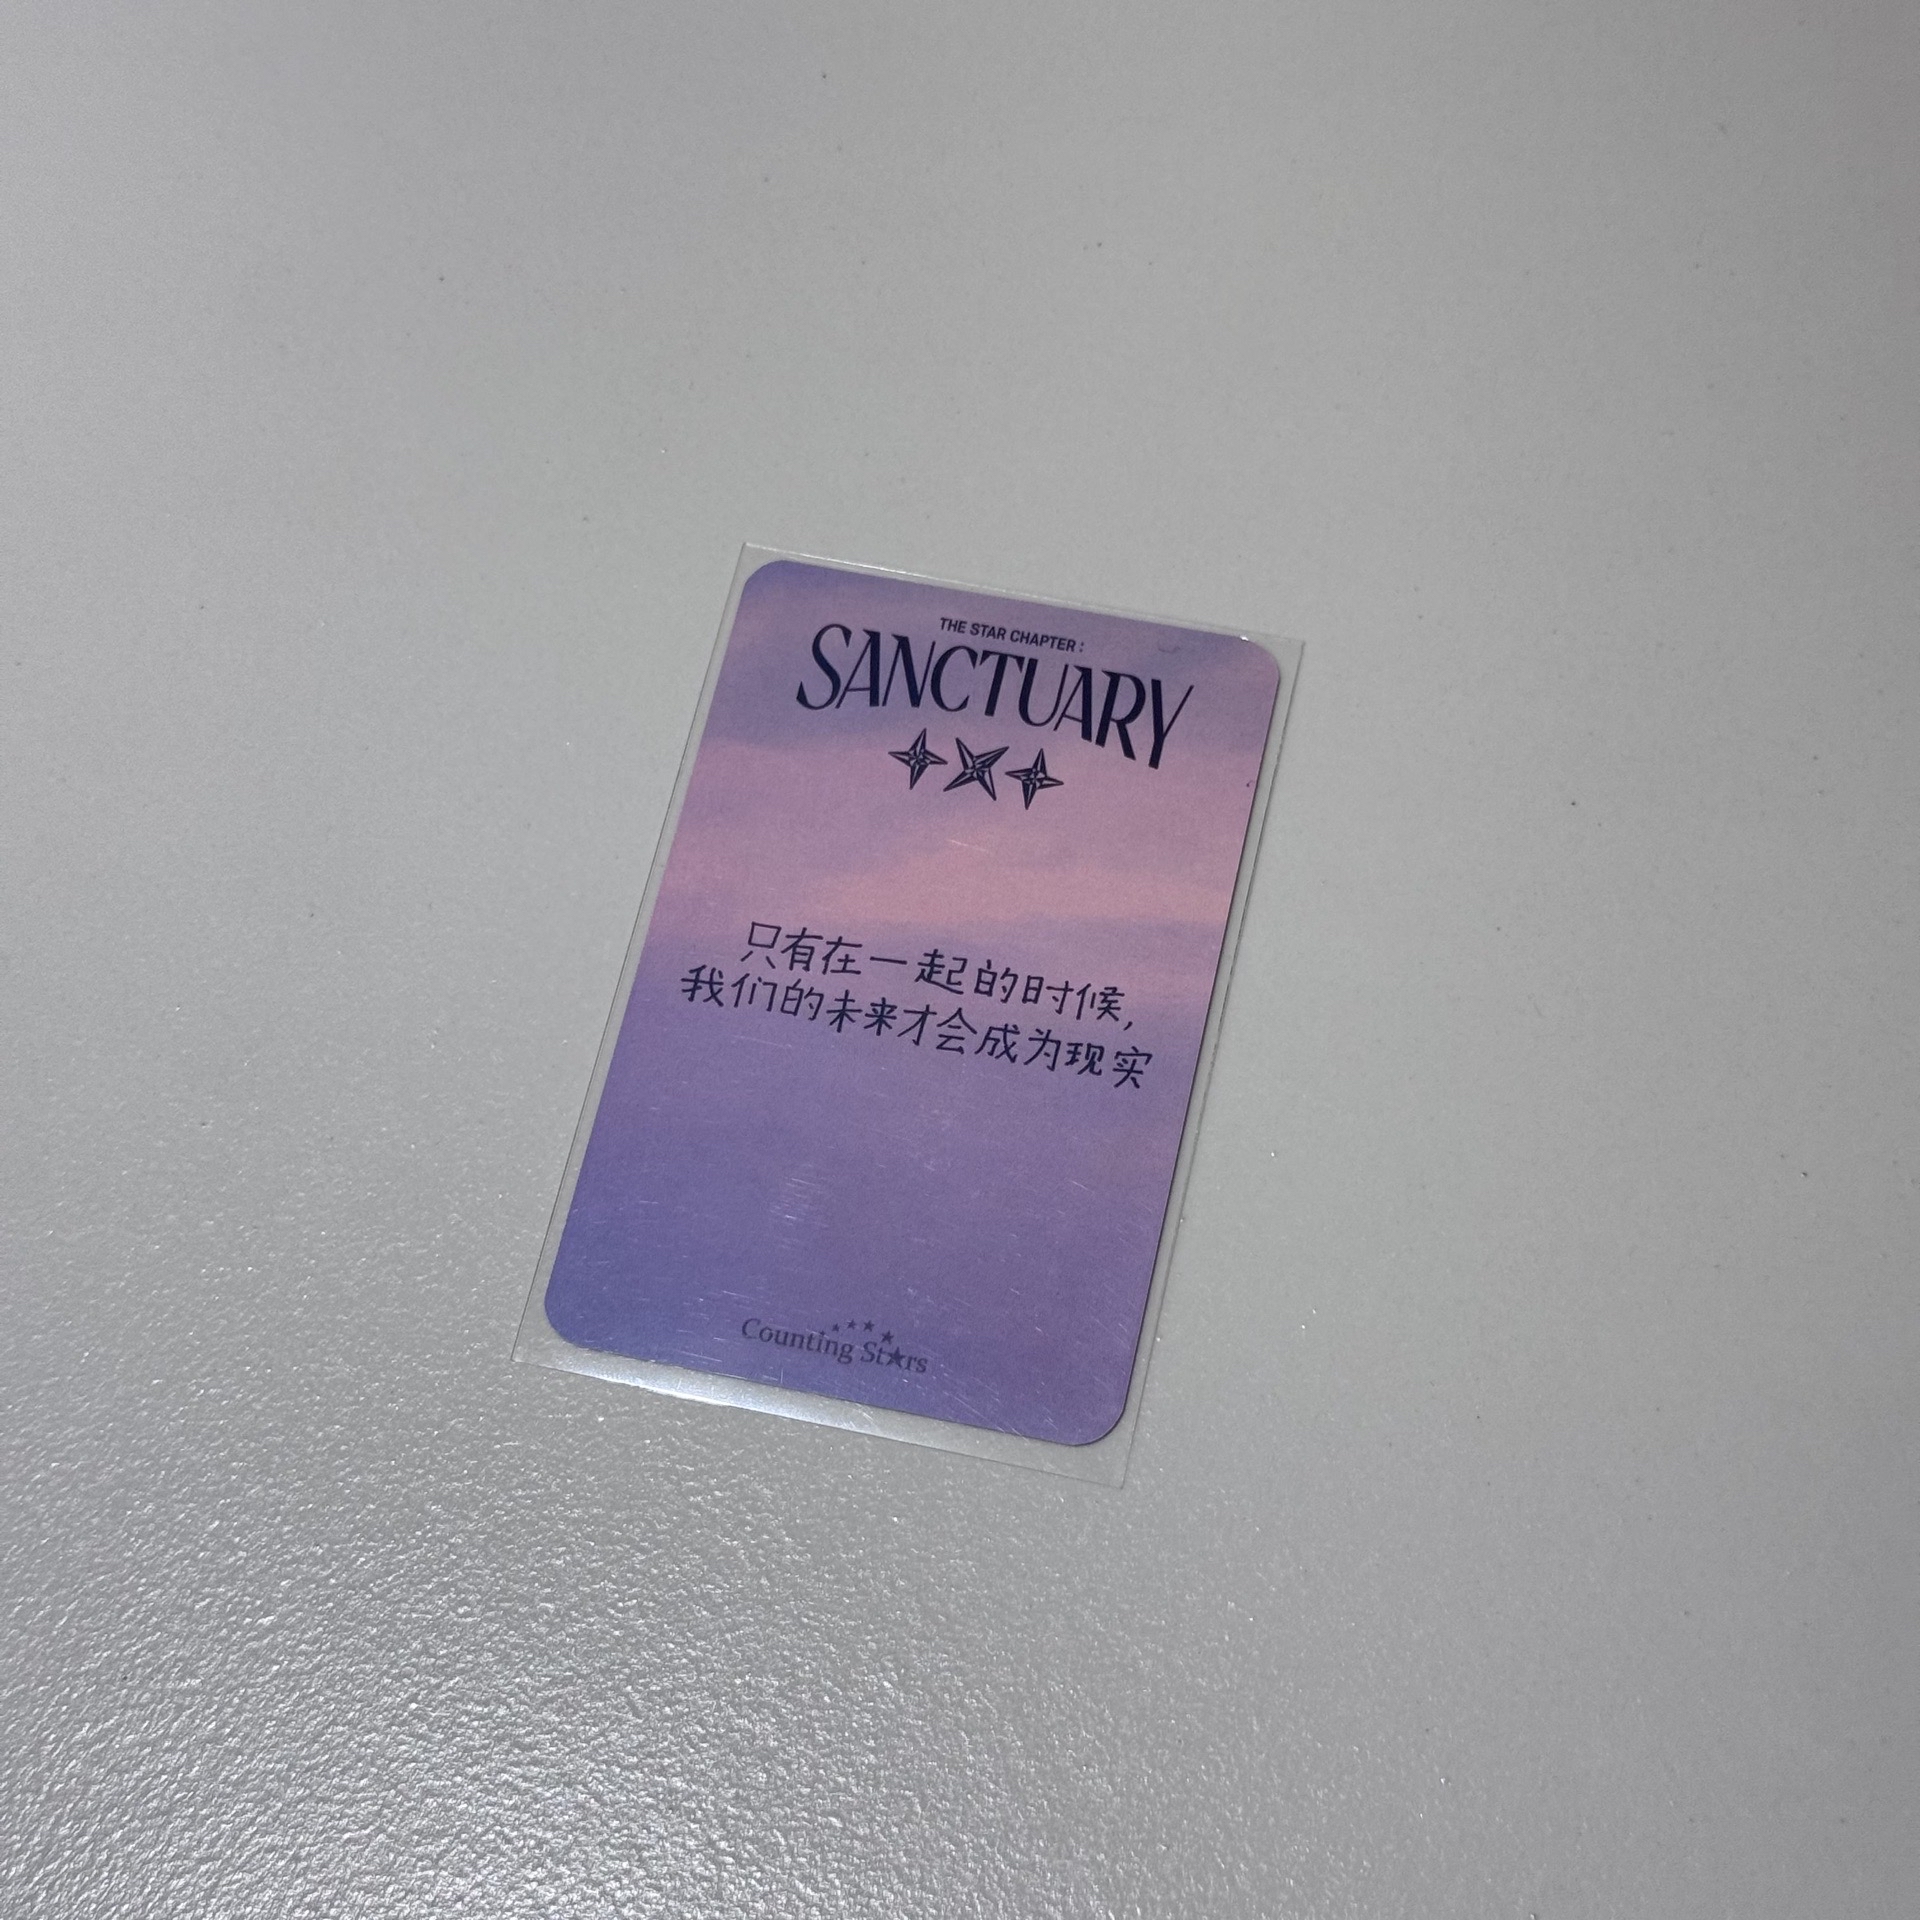 THE STAR CHAPTER :
SANCTUARY
只有在一起的时候,
我们的未来才会成为现实
Counting Stars